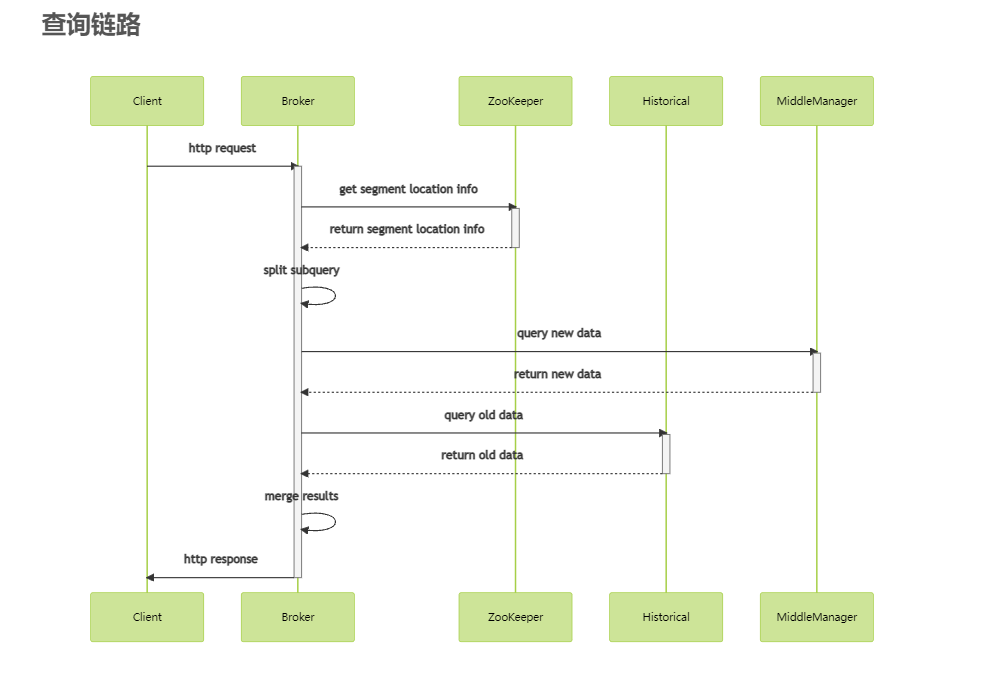 查询链路
Client Broker ZooKeeper Historical MiddleManager
http request
get segment location info
return segment location info
split subquery
query new data
return new data
query old data
return old data
merge results
http response
Client Broker ZooKeeper Historical MiddleManager